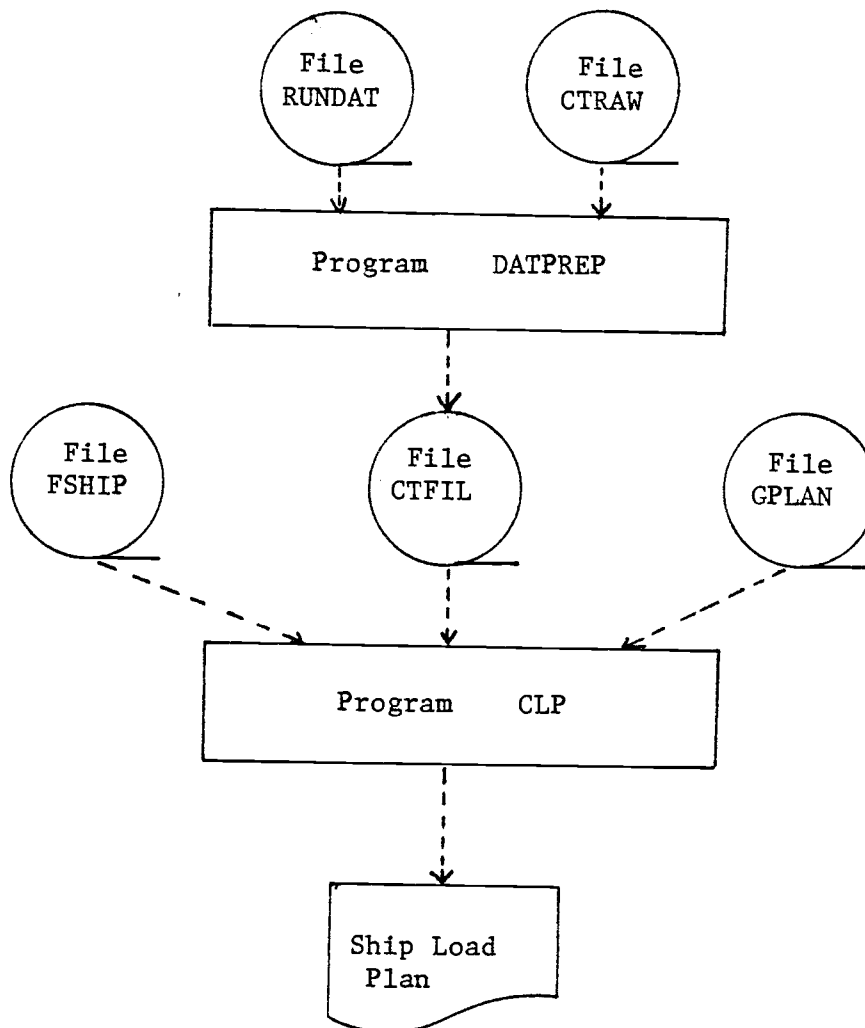 File
RUNDAT
File
CTRAW
Program DATPREP
File
FSHIP
File
CTFIL
File
GPLAN
Program CLP
Ship Load
Plan